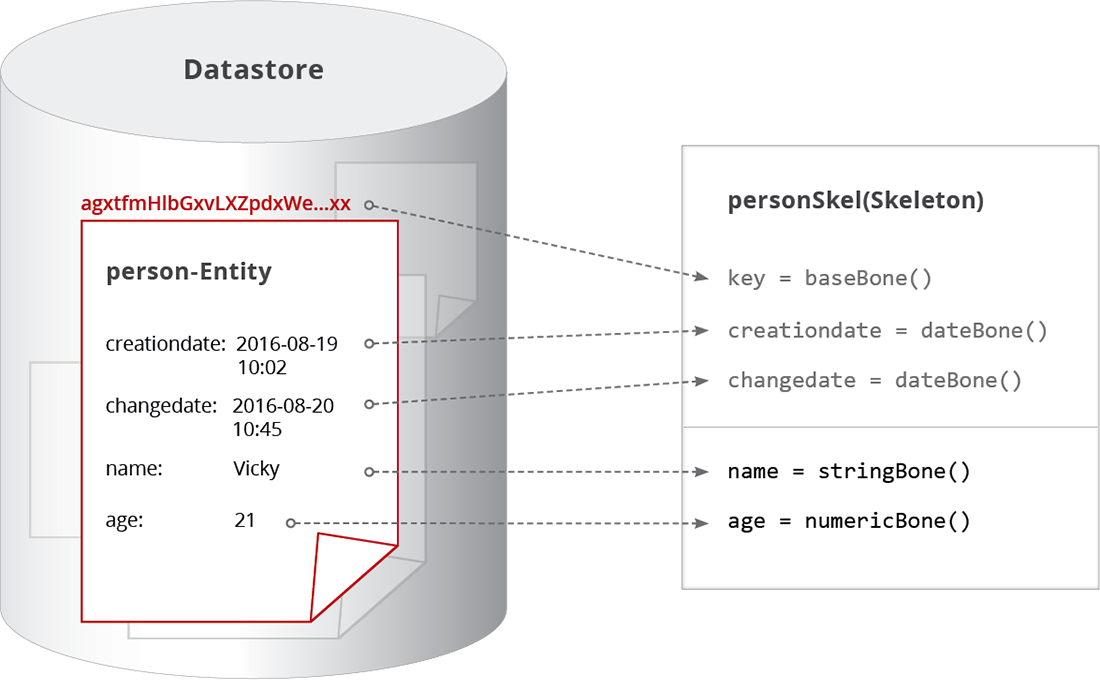 Datastore
agxtfmHlbGxvLXZpdxWe...xx
person-Entity
creationdate: 2016-08-19
10:02
changedate: 2016-08-20
10:45
name: Vicky
age: 21
personSkel(Skeleton)
key = baseBone()
creationdate = dateBone()
changedate = dateBone()
name = stringBone()
age = numericBone()